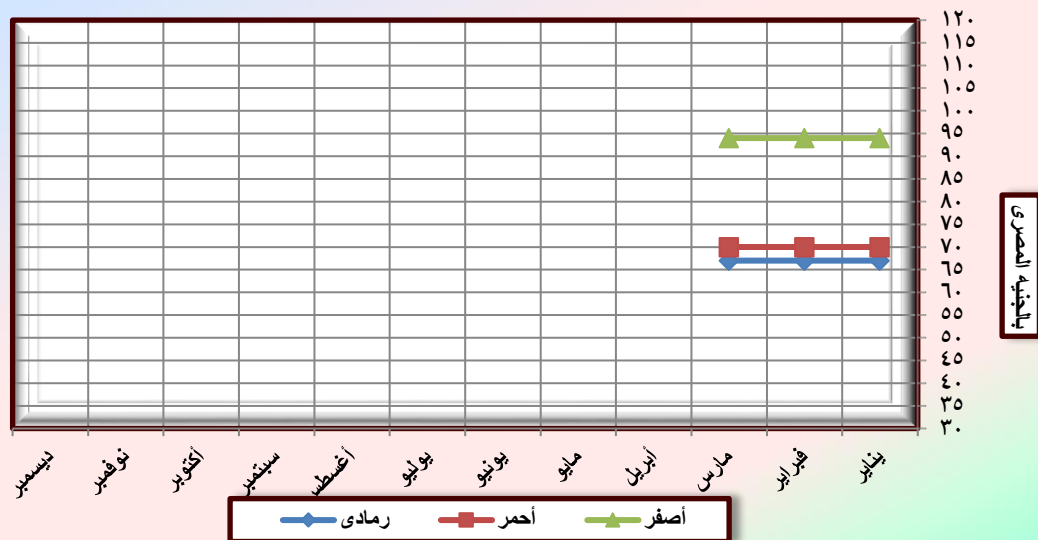 ١٢٠
١١٥
١١٠
١٠٥
١٠٠
٩٥
٩٠
٨٥
٨٠
٧٥
٧٠
٦٥
٦٠
٥٥
٥٠
٤٥
٤٠
٣٥
٣٠
بالجنيه المصرى
يناير
فبراير
مارس
أبريل
مايو
يونيو
يوليو
أغسطس
سبتمبر
أكتوبر
نوفمبر
ديسمبر
أصفر أحمر رمادى